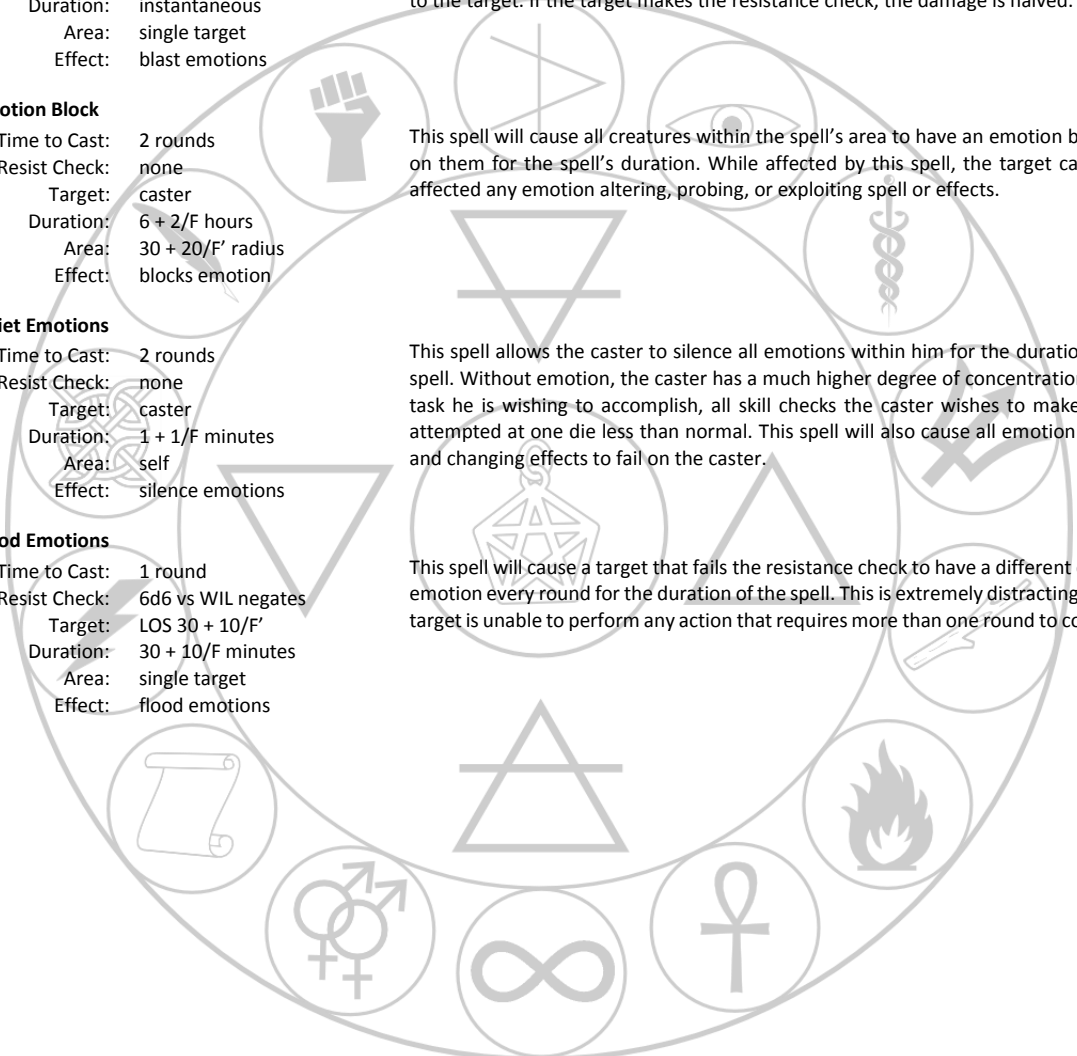 Duration: instantaneous
Area: single target
Effect: blast emotions
to the target. If the target makes the resistance check, the damage is halved.
otion Block
Time to Cast: 2 rounds
Resist Check: none
Target: caster
Duration: 6 + 2/F hours
Area: 30 + 20/F’ radius
Effect: blocks emotion
This spell will cause all creatures within the spell’s area to have an emotion b
on them for the spell’s duration. While affected by this spell, the target ca
affected any emotion altering, probing, or exploiting spell or effects.
iet Emotions
Time to Cast: 2 rounds
Resist Check: none
Target: caster
Duration: 1 + 1/F minutes
Area: self
Effect: silence emotions
This spell allows the caster to silence all emotions within him for the duratio
spell. Without emotion, the caster has a much higher degree of concentration
task he is wishing to accomplish, all skill checks the caster wishes to make
attempted at one die less than normal. This spell will also cause all emotion
and changing effects to fail on the caster.
od Emotions
Time to Cast: 1 round
Resist Check: 6d6 vs WIL negates
Target: LOS 30 + 10/F’
Duration: 30 + 10/F minutes
Area: single target
Effect: flood emotions
This spell will cause a target that fails the resistance check to have a different
emotion every round for the duration of the spell. This is extremely distracting
target is unable to perform any action that requires more than one round to co